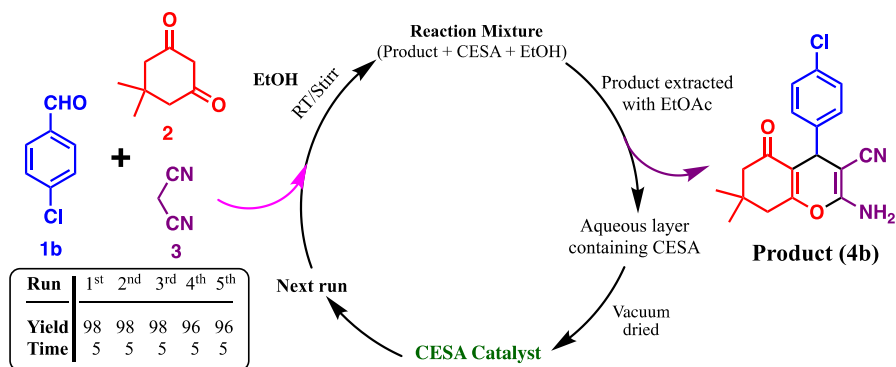 CHO
Cl
1b
+
O
O
2
CN
CN
3
EtOH
RT/Stirr
Reaction Mixture
(Product + CESA + EtOH)
Product extracted
with EtOAc
Aqueous layer
containing CESA
Vacuum
dried
CESA Catalyst
Next run
Cl
O
CN
O
NH2
Product (4b)
Run 1st 2nd 3rd 4th 5th
Yield 98 98 98 96 96
Time 5 5 5 5 5